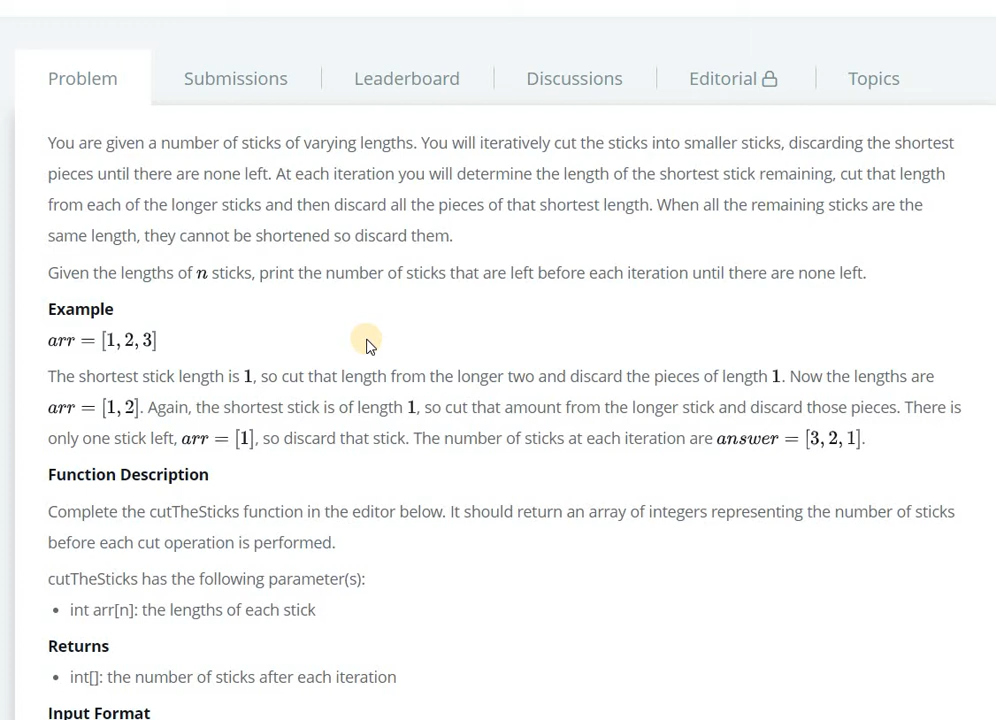 Problem
Submissions
Leaderboard
Discussions
Editorial
Topics
You are given a number of sticks of varying lengths. You will iteratively cut the sticks into smaller sticks, discarding the shortest
pieces until there are none left. At each iteration you will determine the length of the shortest stick remaining, cut that length
from each of the longer sticks and then discard all the pieces of that shortest length. When all the remaining sticks are the
same length, they cannot be shortened so discard them.
Given the lengths of n sticks, print the number of sticks that are left before each iteration until there are none left.
Example
arr = [1, 2, 3]
The shortest stick length is 1, so cut that length from the longer two and discard the pieces of length 1. Now the lengths are
arr = [1, 2]. Again, the shortest stick is of length 1, so cut that amount from the longer stick and discard those pieces. There is
only one stick left, arr = [1], so discard that stick. The number of sticks at each iteration are answer = [3, 2, 1].
Function Description
Complete the cutTheSticks function in the editor below. It should return an array of integers representing the number of sticks
before each cut operation is performed.
cutTheSticks has the following parameter(s):
• int arr[n]: the lengths of each stick
Returns
• int[]: the number of sticks after each iteration
Input Format